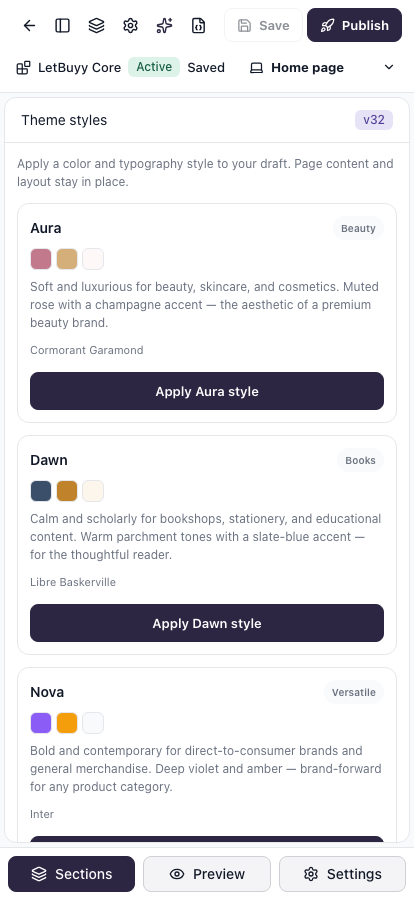 Save
Publish
LetBuyy Core Active Saved Home page
Theme styles v32
Apply a color and typography style to your draft. Page content and
layout stay in place.
Aura Beauty
Soft and luxurious for beauty, skincare, and cosmetics. Muted
rose with a champagne accent — the aesthetic of a premium
beauty brand.
Cormorant Garamond
Apply Aura style
Dawn Books
Calm and scholarly for bookshops, stationery, and educational
content. Warm parchment tones with a slate-blue accent —
for the thoughtful reader.
Libre Baskerville
Apply Dawn style
Nova Versatile
Bold and contemporary for direct-to-consumer brands and
general merchandise. Deep violet and amber — brand-forward
for any product category.
Inter
Sections
Preview
Settings